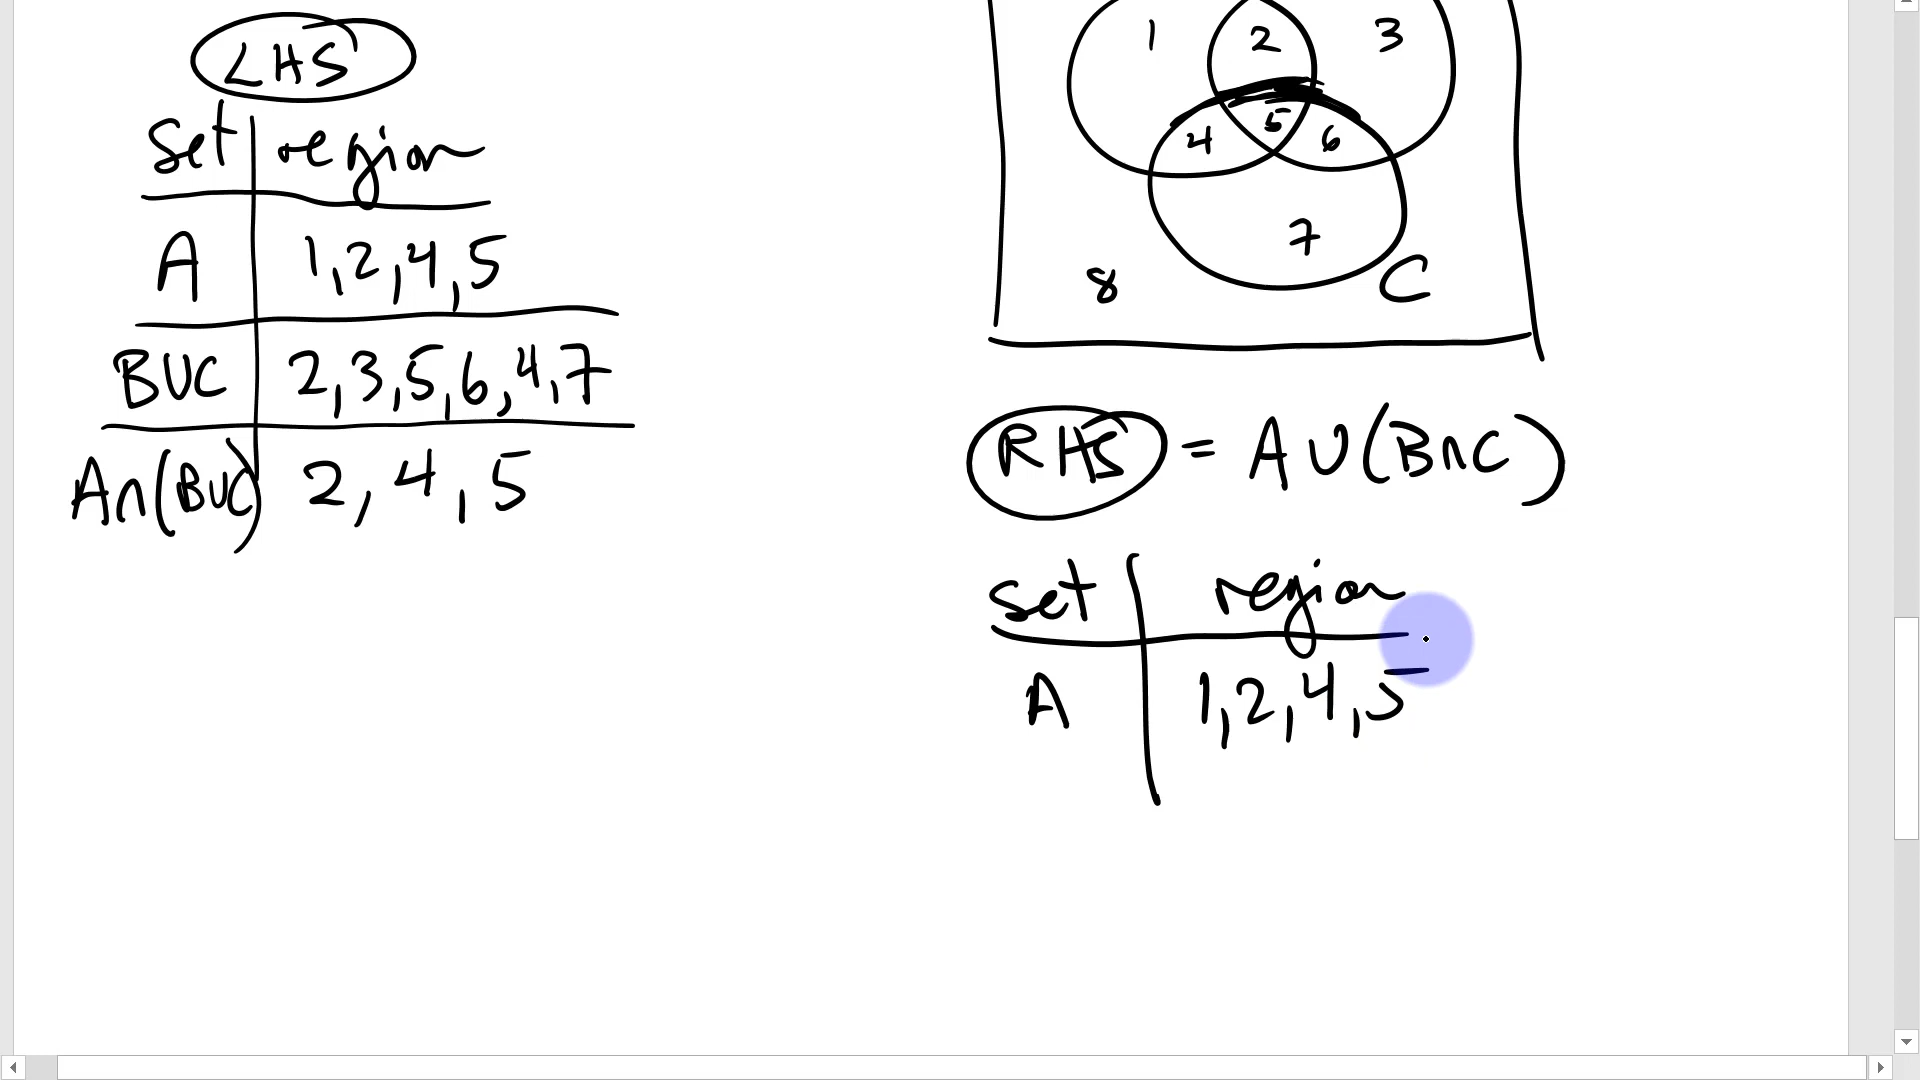 LHS
Set region
A 1,2,4,5
B∪C 2,3,5,6,4,7
A∩(B∪C) 2,4,5
1 2 3
4 5 6
7
8 C
RHS = A∪(B∩C)
set region
A 1,2,4,5